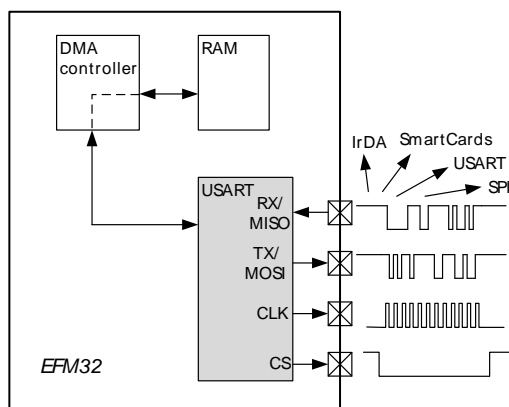 DMA
controller
RAM
IrDA
SmartCards
USART
SPI
USART
RX/
MISO
TX/
MOSI
CLK
CS
EFM32